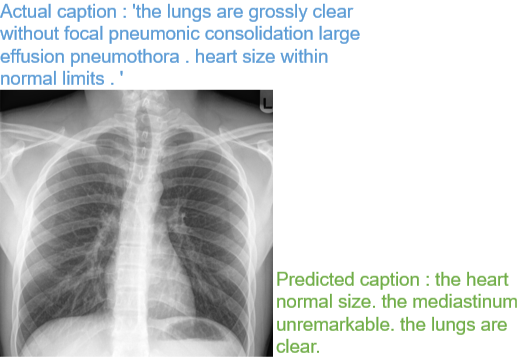 Actual caption : 'the lungs are grossly clear
without focal pneumonic consolidation large
effusion pneumothora . heart size within
normal limits . '
L
Predicted caption : the heart
normal size. the mediastinum
unremarkable. the lungs are
clear.